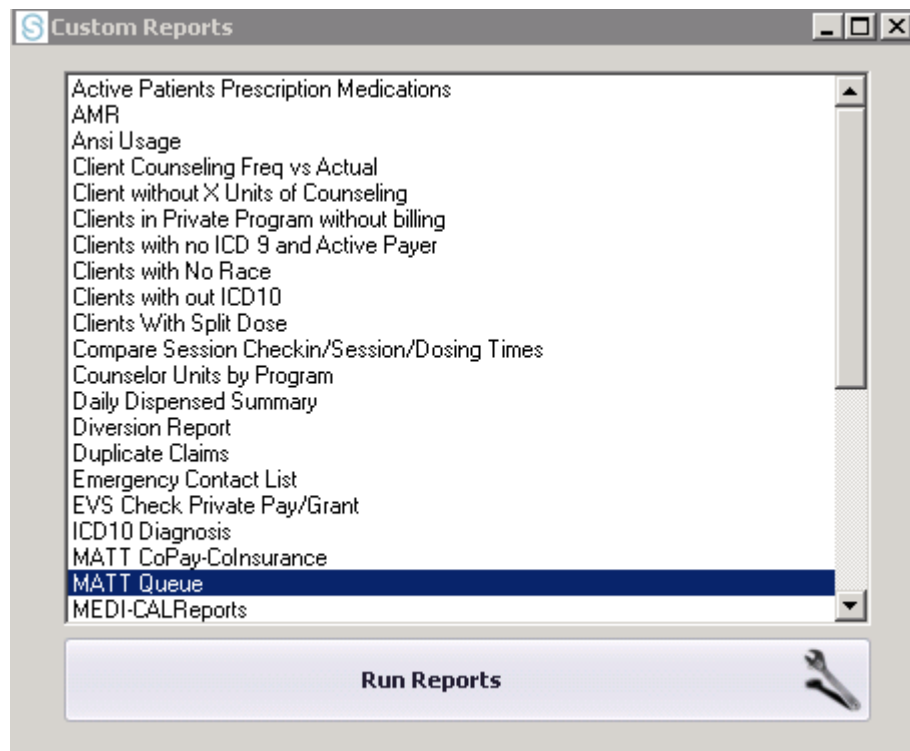 Custom Reports
Active Patients Prescription Medications
AMR
Ansi Usage
Client Counseling Freq vs Actual
Client without X Units of Counseling
Clients in Private Program without billing
Clients with no ICD 9 and Active Payer
Clients with No Race
Clients with out ICD10
Clients With Split Dose
Compare Session Checkin/Session/Dosing Times
Counselor Units by Program
Daily Dispensed Summary
Diversion Report
Duplicate Claims
Emergency Contact List
EVS Check Private Pay/Grant
ICD10 Diagnosis
MATT CoPay-CoInsurance
MATT Queue
MEDI-CALReports
Run Reports